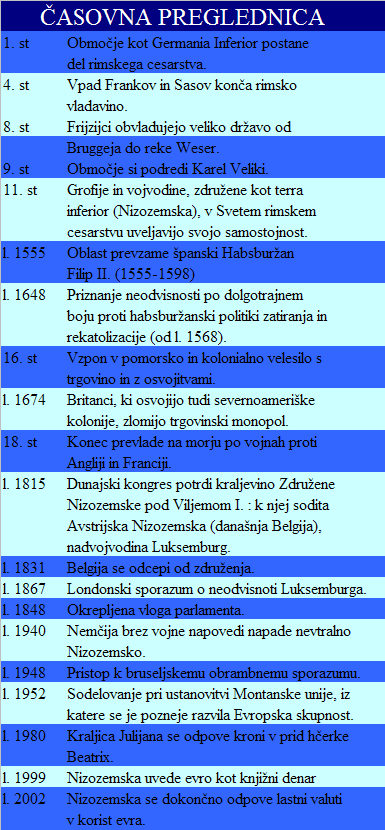 ČASOVNA PREGLEDNICA
1. st Območje kot Germania Inferior postane
del rimskega cesarstva.
4. st Vpad Frankov in Sasov konča rimsko
vladavino.
8. st Frijzijci obvladujejo veliko državo od
Bruggeja do reke Weser.
9. st Območje si podredi Karel Veliki.
11. st Grofije in vojvodine, združene kot terra
inferior (Nizozemska), v Svetem rimskem
cesarstvu uveljavijo svojo samostojnost.
l. 1555 Oblast prevzame španski Habsburžan
Filip II. (1555-1598)
l. 1648 Priznanje neodvisnosti po dolgotrajnem
boju proti habsburžanski politiki zatiranja in
rekatolizacije (od l. 1568).
16. st Vzpon v pomorsko in kolonialno velesilo s
trgovino in z osvojitvami.
l. 1674 Britanci, ki osvojijo tudi severnoameriške
kolonije, zlomijo trgovinski monopol.
18. st Konec prevlade na morju po vojnah proti
Angliji in Franciji.
l. 1815 Dunajski kongres potrdi kraljevino Združene
Nizozemske pod Viljemom I. : k njej sodita
Avstrijska Nizozemska (današnja Belgija),
nadvojvodina Luksemburg.
l. 1831 Belgija se odcepi od združenja.
l. 1867 Londonski sporazum o neodvisnoti Luksemburga.
l. 1848 Okrepljena vloga parlamenta.
l. 1940 Nemčija brez vojne napovedi napade nevtralno
Nizozemsko.
l. 1948 Pristop k bruseljskemu obrambnemu sporazumu.
l. 1952 Sodelovanje pri ustanovitvi Montanske unije, iz
katere se je pozneje razvila Evropska skupnost.
l. 1980 Kraljica Julijana se odpove kroni v prid hčerke
Beatrix.
l. 1999 Nizozemska uvede evro kot knjižni denar
l. 2002 Nizozemska se dokončno odpove lastni valuti
v korist evra.